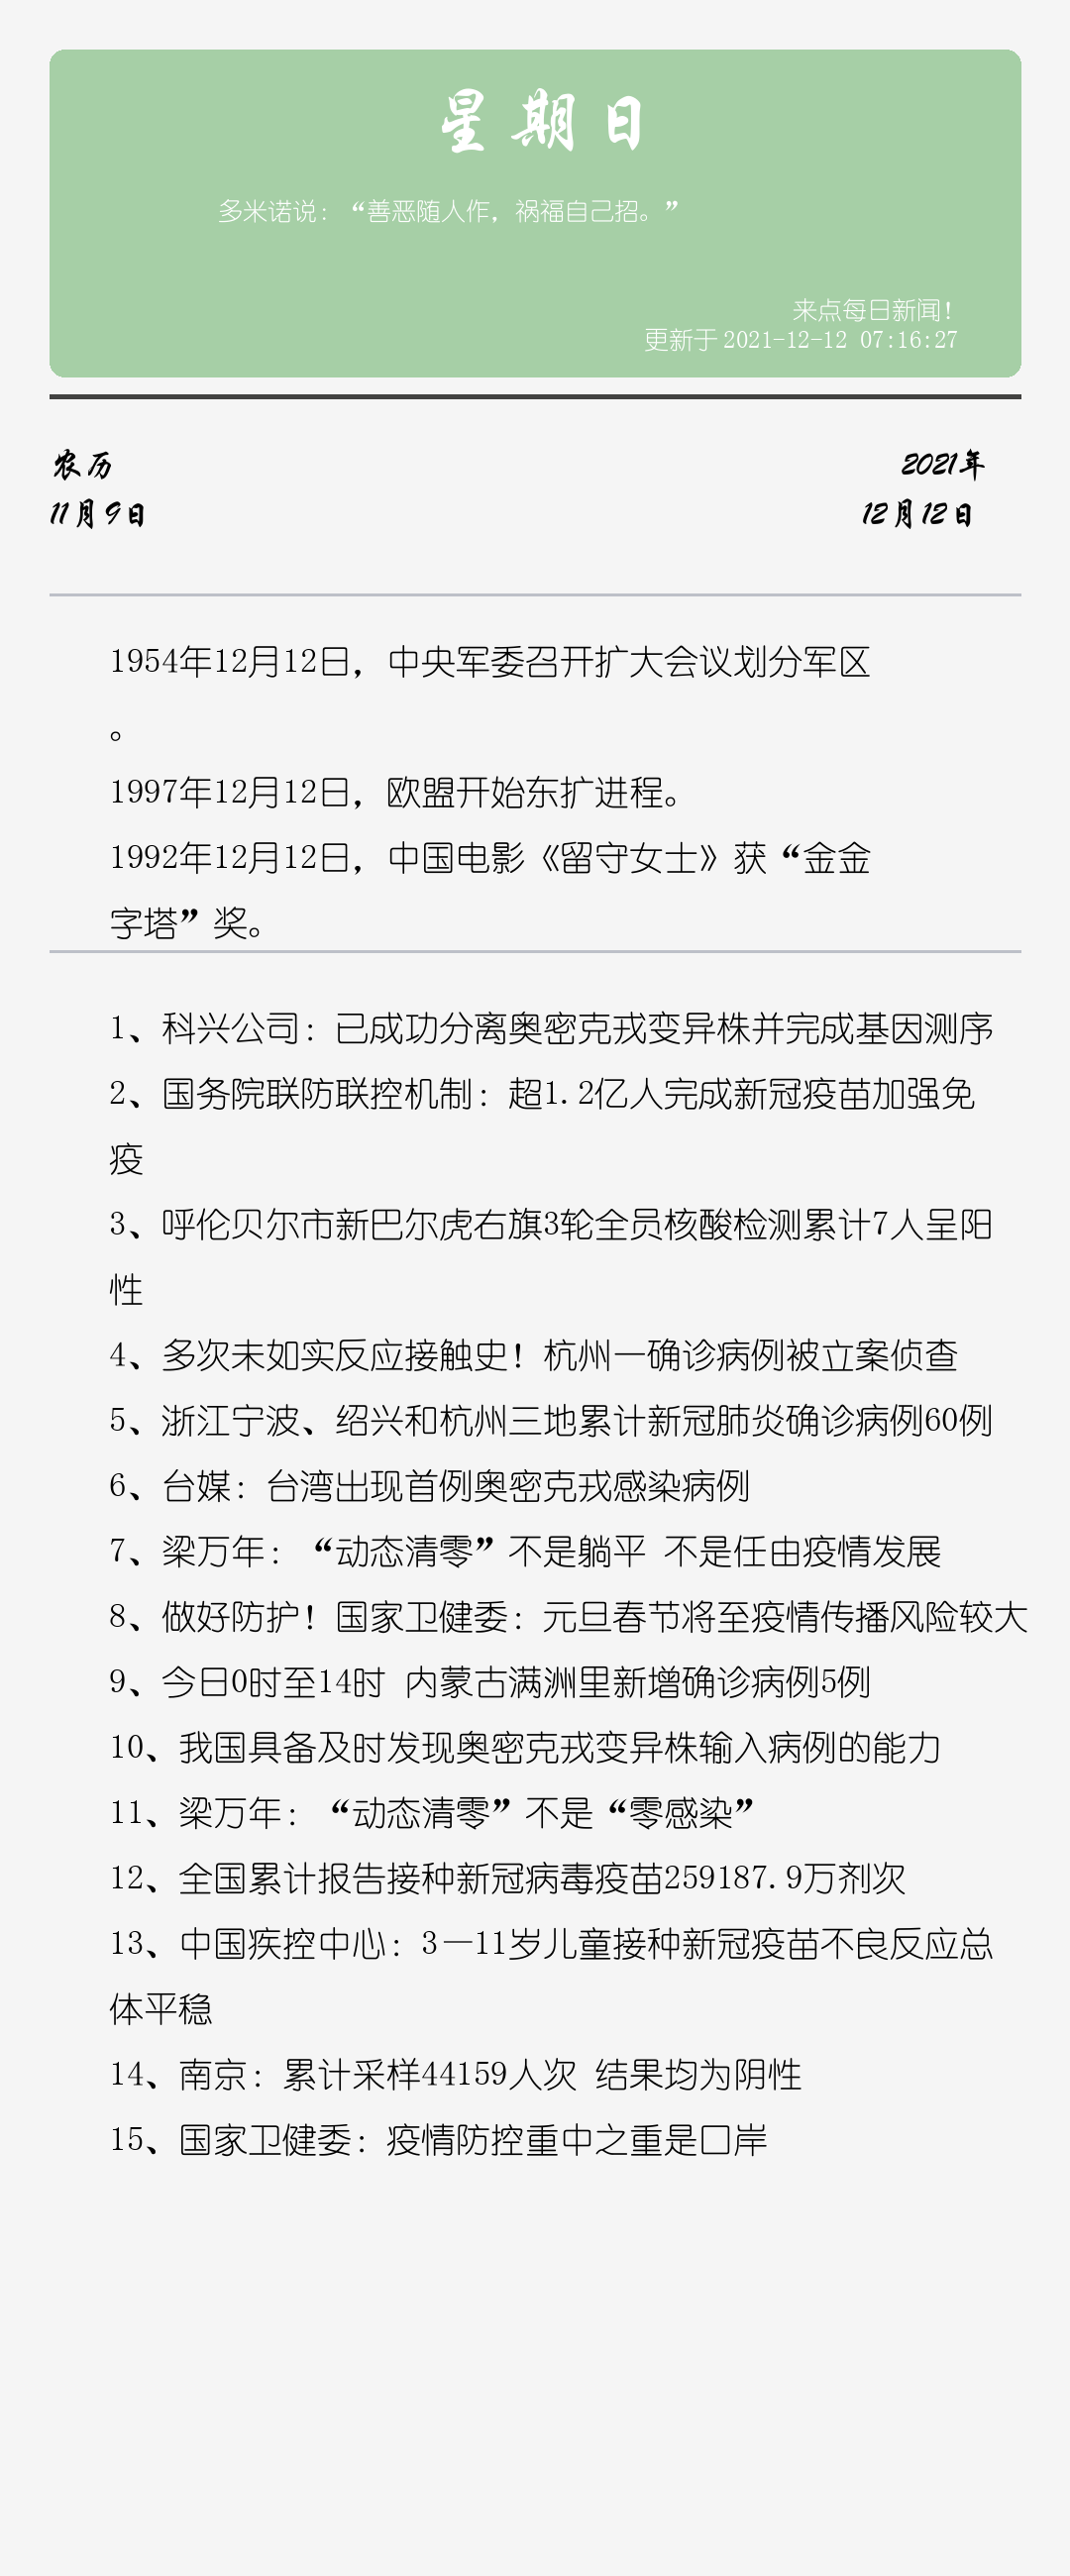 星期日
多米诺说：“善恶随人作，祸福自己招。”
来点每日新闻！
更新于2021-12-12 07:16:27
农历
2021年
11月9日
12月12日
1954年12月12日，中央军委召开扩大会议划分军区
。
1997年12月12日，欧盟开始东扩进程。
1992年12月12日，中国电影《留守女士》获“金金
字塔”奖。
1、科兴公司：已成功分离奥密克戎变异株并完成基因测序
2、国务院联防联控机制：超1.2亿人完成新冠疫苗加强免
疫
3、呼伦贝尔市新巴尔虎右旗3轮全员核酸检测累计7人呈阳
性
4、多次未如实反应接触史！杭州一确诊病例被立案侦查
5、浙江宁波、绍兴和杭州三地累计新冠肺炎确诊病例60例
6、台媒：台湾出现首例奥密克戎感染病例
7、梁万年：“动态清零”不是躺平 不是任由疫情发展
8、做好防护！国家卫健委：元旦春节将至疫情传播风险较大
9、今日0时至14时 内蒙古满洲里新增确诊病例5例
10、我国具备及时发现奥密克戎变异株输入病例的能力
11、梁万年：“动态清零”不是“零感染”
12、全国累计报告接种新冠病毒疫苗259187.9万剂次
13、中国疾控中心：3—11岁儿童接种新冠疫苗不良反应总
体平稳
14、南京：累计采样44159人次 结果均为阴性
15、国家卫健委：疫情防控重中之重是口岸